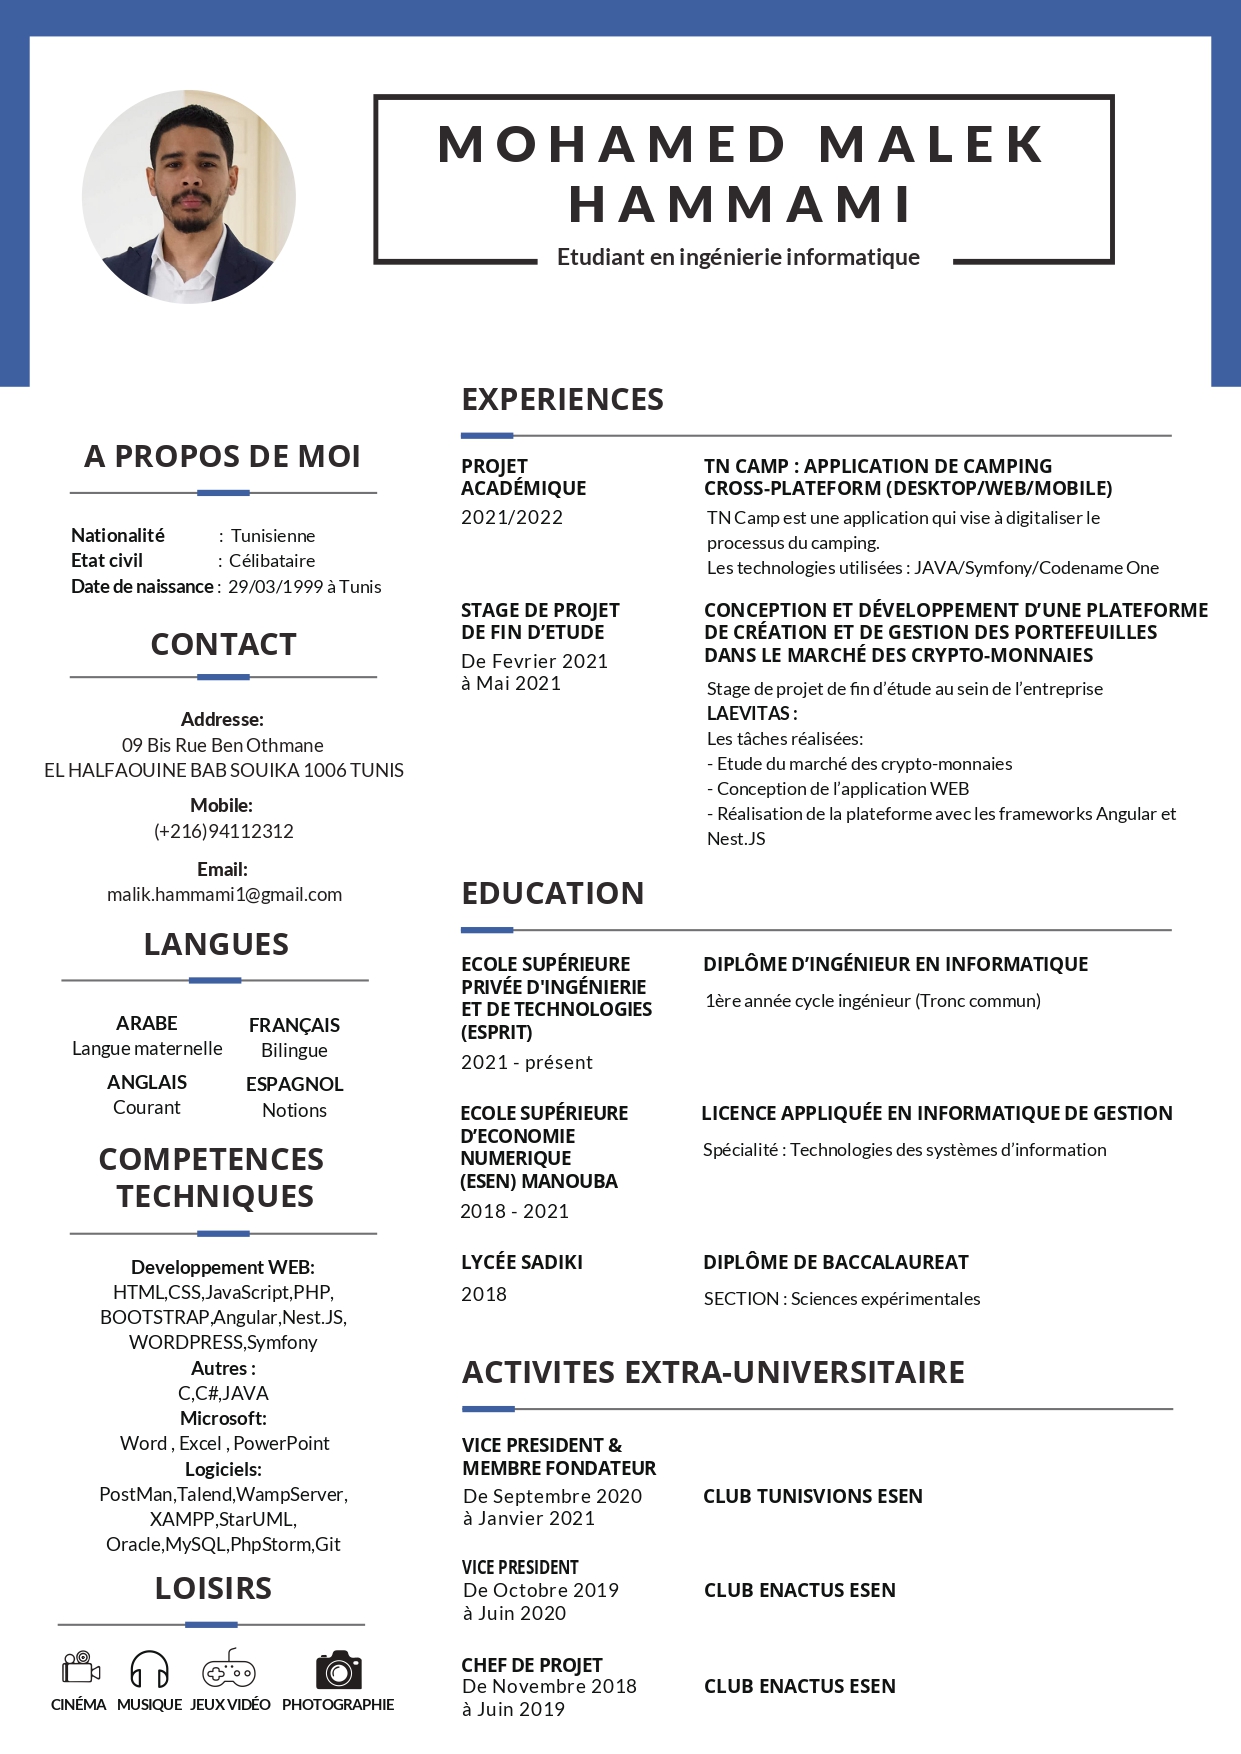 MOHAMED MALEK
HAMMAMI
Etudiant en ingénierie informatique
A PROPOS DE MOI
Nationalité : Tunisienne
Etat civil : Célibataire
Date de naissance : 29/03/1999 à Tunis
CONTACT
Addresse:
09 Bis Rue Ben Othmane
EL HALFAOUINE BAB SOUIKA 1006 TUNIS
Mobile:
(+216)94112312
Email:
malik.hammami1@gmail.com
LANGUES
ARABE
Langue maternelle
FRANÇAIS
Bilingue
ANGLAIS
Courant
ESPAGNOL
Notions
COMPETENCES
TECHNIQUES
Developpement WEB:
HTML,CSS,JavaScript,PHP,
BOOTSTRAP,Angular,Nest.JS,
WORDPRESS,Symfony
Autres :
C,C#,JAVA
Microsoft:
Word , Excel , PowerPoint
Logiciels:
PostMan,Talend,WampServer,
XAMPP,StarUML,
Oracle,MySQL,PhpStorm,Git
LOISIRS
CINÉMA MUSIQUE JEUX VIDÉO PHOTOGRAPHIE
EXPERIENCES
PROJET
ACADÉMIQUE
2021/2022
TN CAMP : APPLICATION DE CAMPING
CROSS-PLATEFORM (DESKTOP/WEB/MOBILE)
TN Camp est une application qui vise à digitaliser le
processus du camping.
Les technologies utilisées : JAVA/Symfony/Codename One
STAGE DE PROJET
DE FIN D’ETUDE
De Fevrier 2021
à Mai 2021
CONCEPTION ET DÉVELOPPEMENT D’UNE PLATEFORME
DE CRÉATION ET DE GESTION DES PORTEFEUILLES
DANS LE MARCHÉ DES CRYPTO-MONNAIES
Stage de projet de fin d’étude au sein de l’entreprise
LAEVITAS :
Les tâches réalisées:
- Etude du marché des crypto-monnaies
- Conception de l’application WEB
- Réalisation de la plateforme avec les frameworks Angular et
Nest.JS
EDUCATION
ECOLE SUPÉRIEURE
PRIVÉE D'INGÉNIERIE
ET DE TECHNOLOGIES
(ESPRIT)
2021 - présent
DIPLÔME D’INGÉNIEUR EN INFORMATIQUE
1ère année cycle ingénieur (Tronc commun)
ECOLE SUPÉRIEURE
D’ECONOMIE
NUMERIQUE
(ESEN) MANOUBA
2018 - 2021
LICENCE APPLIQUÉE EN INFORMATIQUE DE GESTION
Spécialité : Technologies des systèmes d’information
LYCÉE SADIKI
2018
DIPLÔME DE BACCALAUREAT
SECTION : Sciences expérimentales
ACTIVITES EXTRA-UNIVERSITAIRE
VICE PRESIDENT &
MEMBRE FONDATEUR
De Septembre 2020
à Janvier 2021
CLUB TUNISVIONS ESEN
VICE PRESIDENT
De Octobre 2019
à Juin 2020
CLUB ENACTUS ESEN
CHEF DE PROJET
De Novembre 2018
à Juin 2019
CLUB ENACTUS ESEN